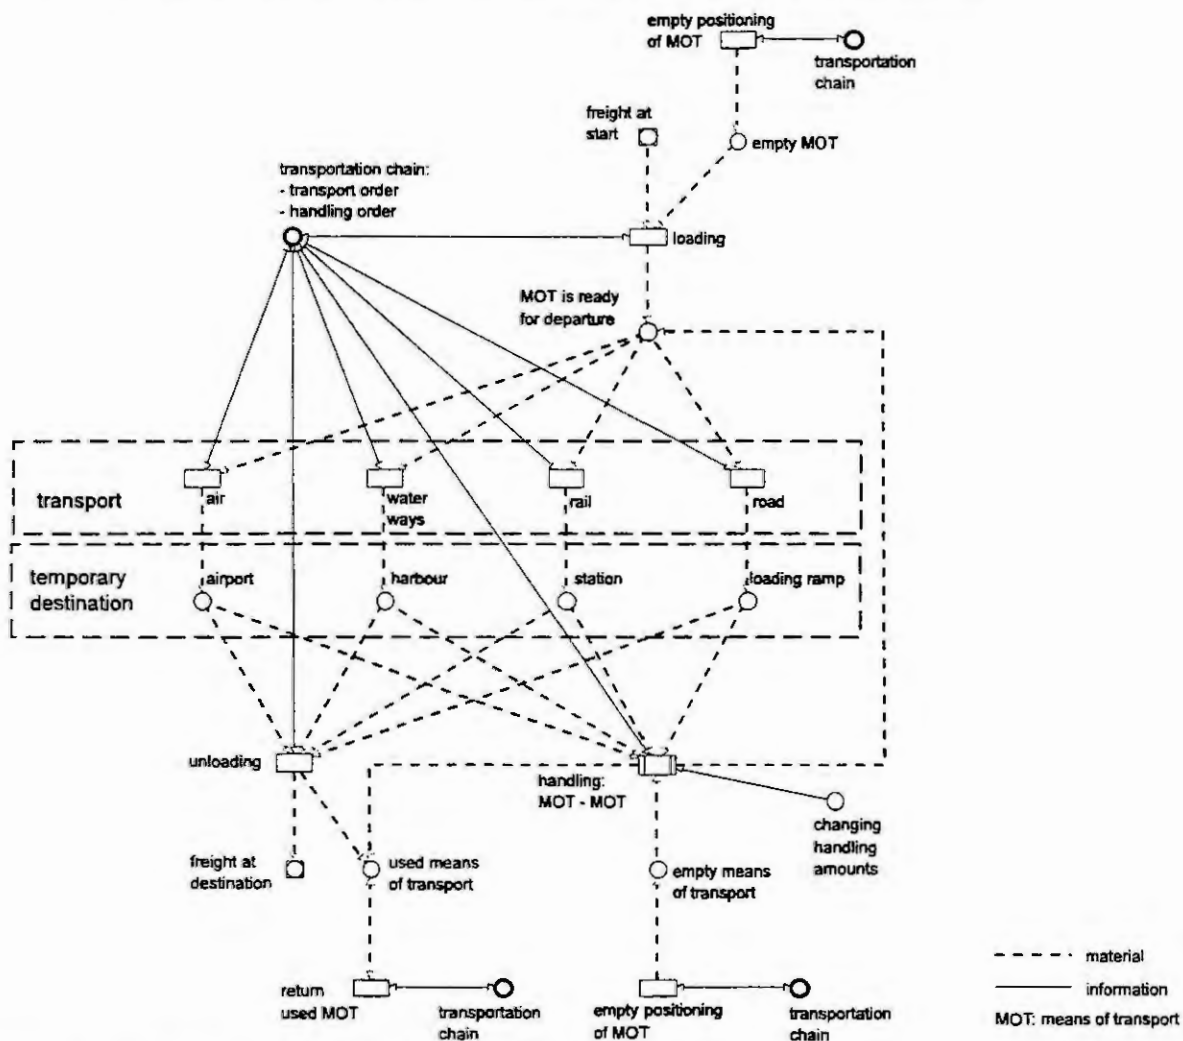 empty positioning
of MOT
transportation
chain
freight at
start
empty MOT
transportation chain:
- transport order
- handling order
loading
MOT is ready
for departure
transport
air
water
ways
rail
road
temporary
destination
airport
harbour
station
loading ramp
unloading
handling:
MOT - MOT
changing
handling
amounts
freight at
destination
used means
of transport
empty means
of transport
return
used MOT
transportation
chain
empty positioning
of MOT
transportation
chain
material
information
MOT: means of transport